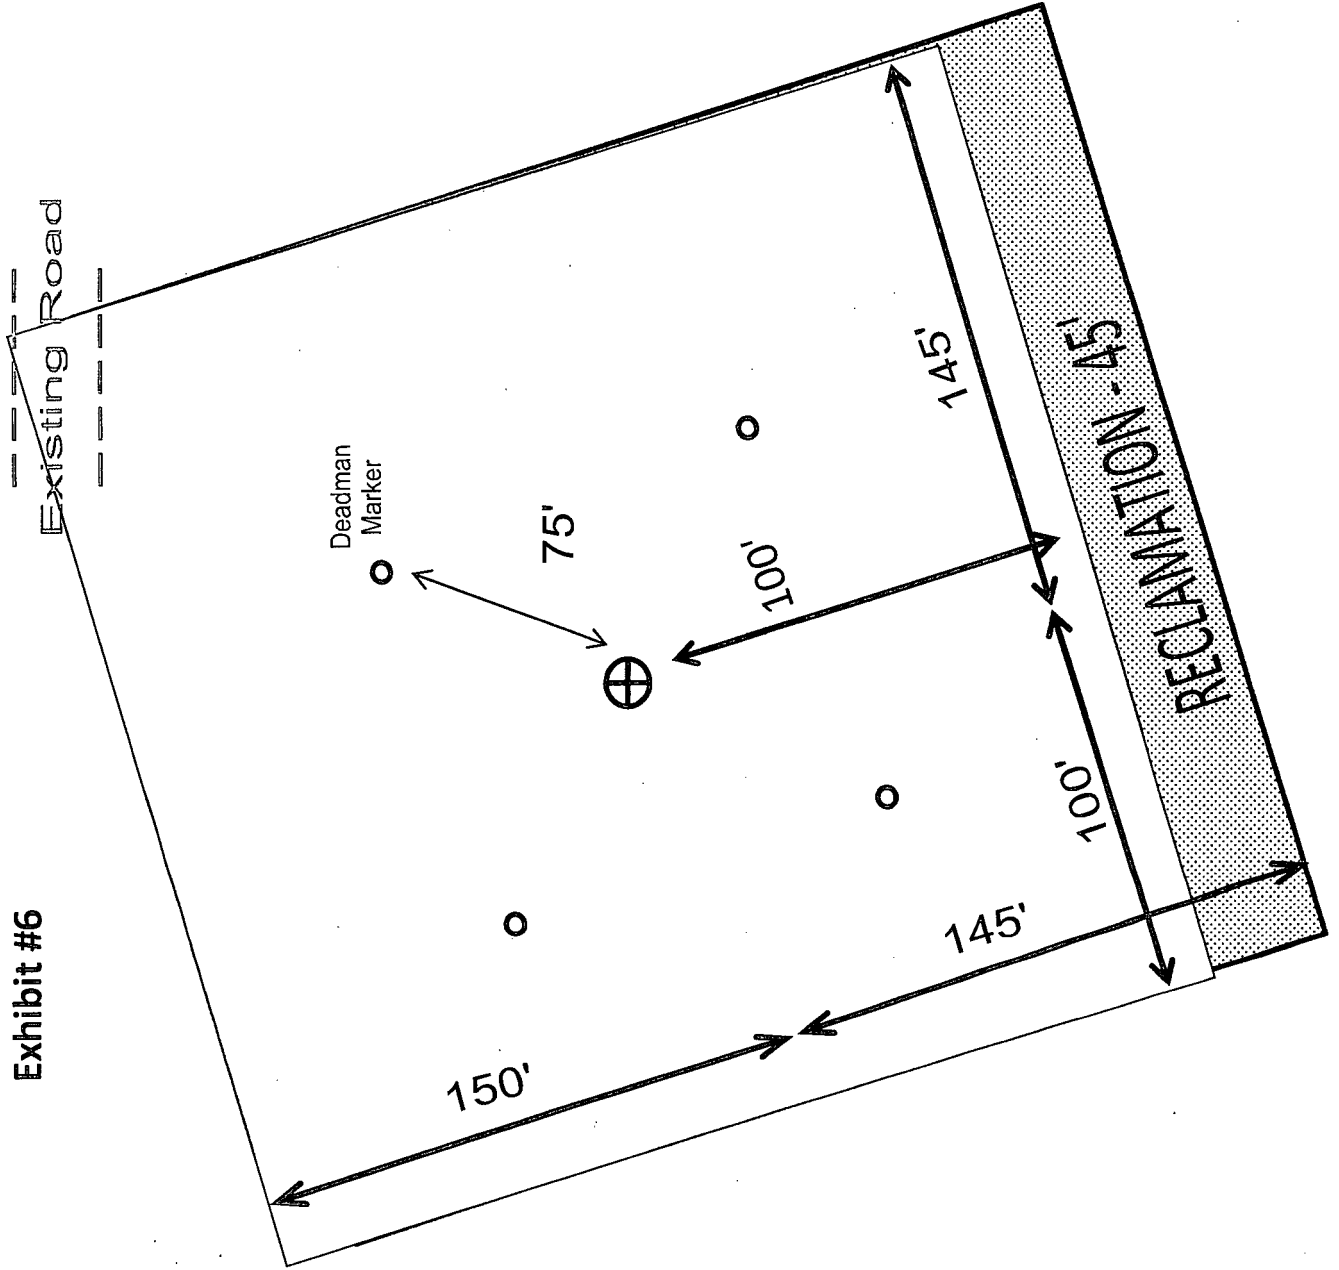 Exhibit #6
Existing Road
Deadman
Marker
75'
100'
145'
100'
145'
150'
RECLAMATION - 45'